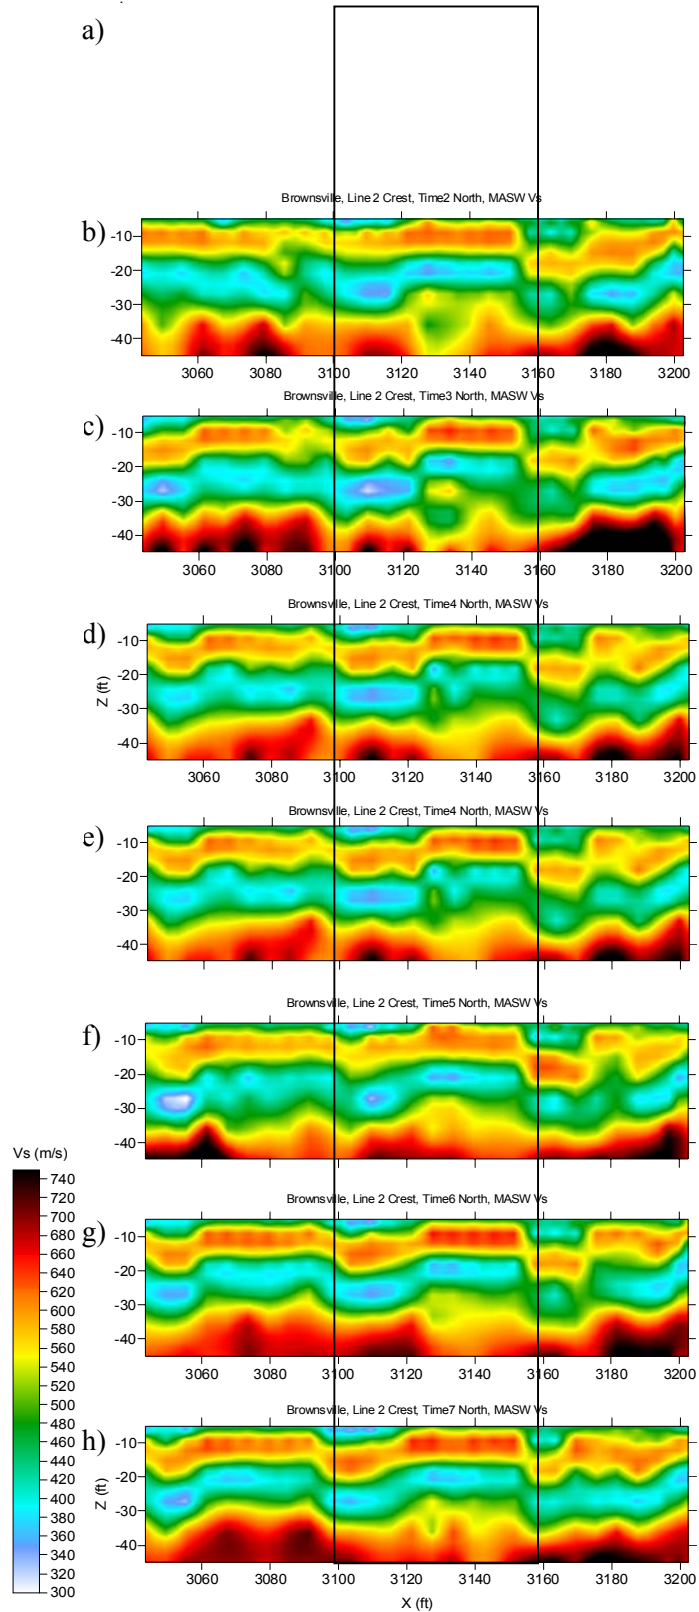 a)
Brownsville, Line 2 Crest, Time2 North, MASW Vs
b)
-10
-20
-30
-40
3060 3080 3100 3120 3140 3160 3180 3200
Brownsville, Line 2 Crest, Time3 North, MASW Vs
c)
-10
-20
-30
-40
3060 3080 3100 3120 3140 3160 3180 3200
Brownsville, Line 2 Crest, Time4 North, MASW Vs
d)
-10
-20
-30
-40
Z (ft)
3060 3080 3100 3120 3140 3160 3180 3200
Brownsville, Line 2 Crest, Time4 North, MASW Vs
e)
-10
-20
-30
-40
Brownsville, Line 2 Crest, Time5 North, MASW Vs
f)
-10
-20
-30
-40
Vs (m/s)
740
720
700
680
660
640
620
600
580
560
540
520
500
480
460
440
420
400
380
360
340
320
300
Brownsville, Line 2 Crest, Time6 North, MASW Vs
g)
-10
-20
-30
-40
3060 3080 3100 3120 3140 3160 3180 3200
Brownsville, Line 2 Crest, Time7 North, MASW Vs
h)
-10
-20
-30
-40
Z (ft)
3060 3080 3100 3120 3140 3160 3180 3200
X (ft)